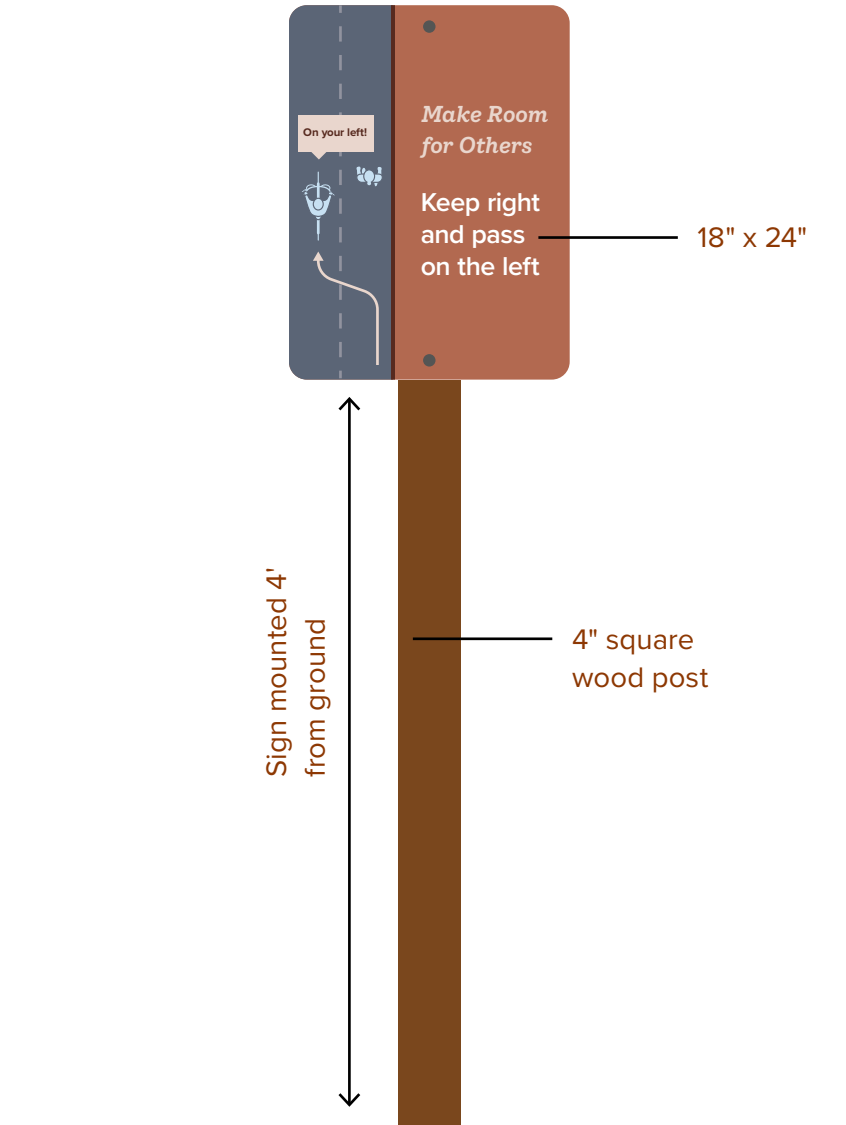 On your left!
Make Room
for Others
Keep right
and pass
on the left
18" x 24"
Sign mounted 4'
from ground
4" square
wood post